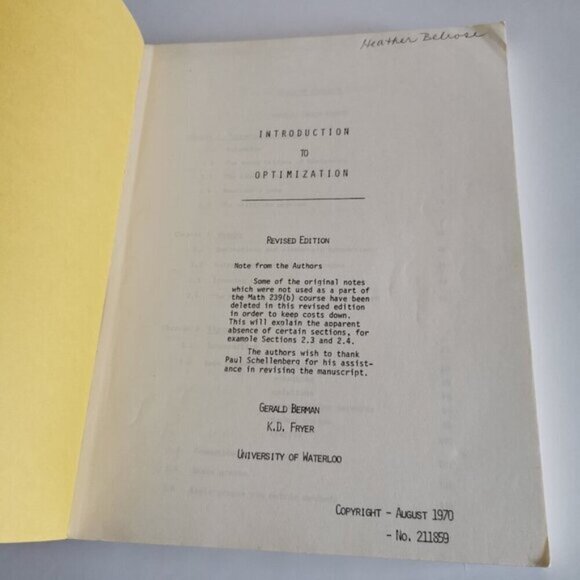 Heather Belrose
INTRODUCTION
TO
OPTIMIZATION
REVISED EDITION
Note from the Authors
Some of the original notes
which were not used as a part of
the Math 239(b) course have been
deleted in this revised edition
in order to keep costs down.
This will explain the apparent
absence of certain sections, for
example Sections 2.3 and 2.4.
The authors wish to thank
Paul Schellenberg for his assist-
ance in revising the manuscript.
GERALD BERMAN
K.D. FRYER
UNIVERSITY OF WATERLOO
COPYRIGHT - AUGUST 1970
- No. 211859